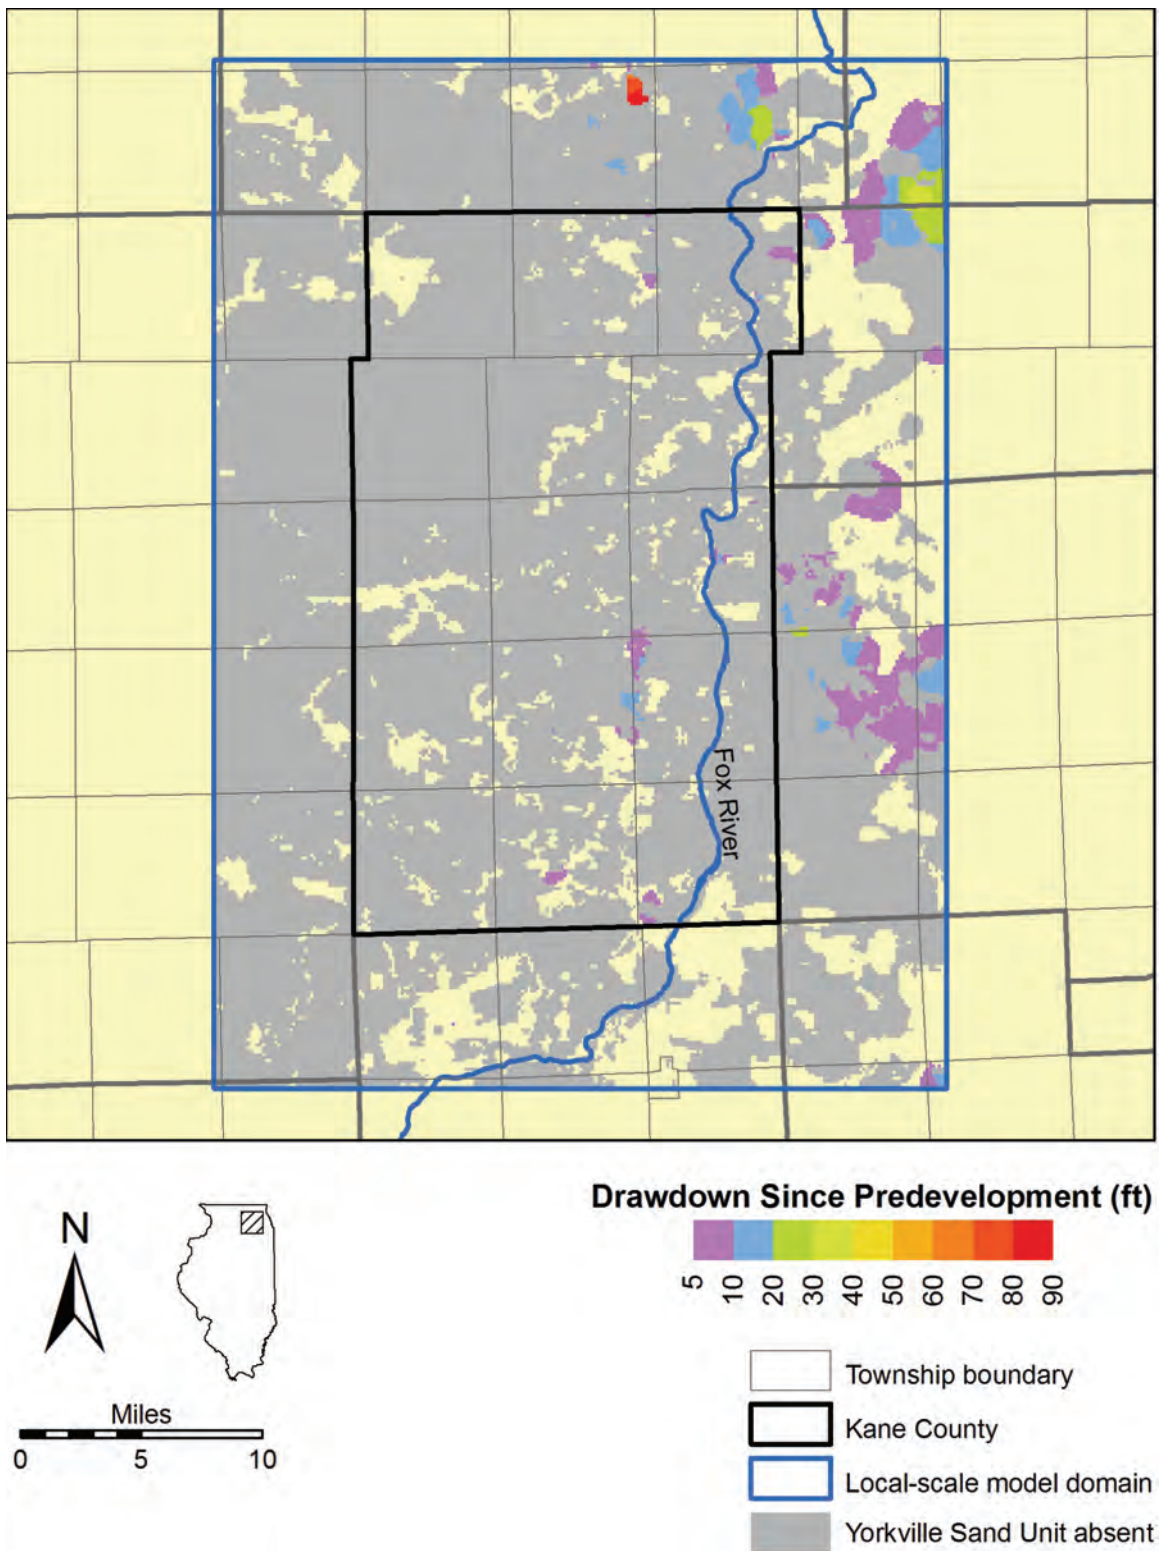 Fox River
N
Miles
0 5 10
Drawdown Since Predevelopment (ft)
5 10 20 30 40 50 60 70 80 90
Township boundary
Kane County
Local-scale model domain
Yorkville Sand Unit absent